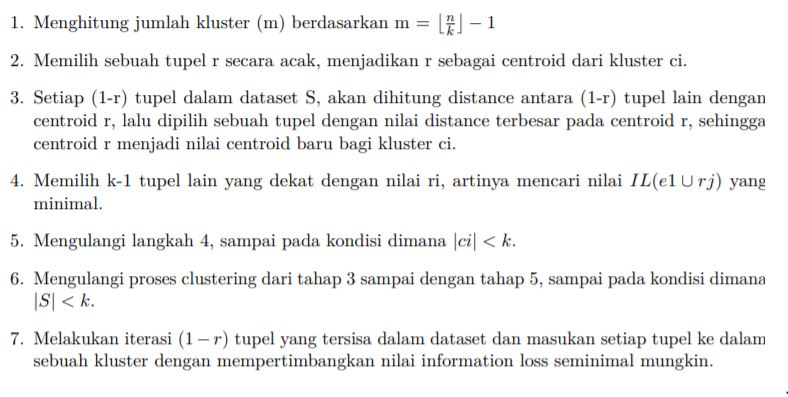 1. Menghitung jumlah kluster (m) berdasarkan m = ⌊n/k⌋ − 1
2. Memilih sebuah tupel r secara acak, menjadikan r sebagai centroid dari kluster ci.
3. Setiap (1-r) tupel dalam dataset S, akan dihitung distance antara (1-r) tupel lain dengan
centroid r, lalu dipilih sebuah tupel dengan nilai distance terbesar pada centroid r, sehingga
centroid r menjadi nilai centroid baru bagi kluster ci.
4. Memilih k-1 tupel lain yang dekat dengan nilai ri, artinya mencari nilai IL(e1 ∪ rj) yang
minimal.
5. Mengulangi langkah 4, sampai pada kondisi dimana |ci| < k.
6. Mengulangi proses clustering dari tahap 3 sampai dengan tahap 5, sampai pada kondisi dimana
|S| < k.
7. Melakukan iterasi (1 − r) tupel yang tersisa dalam dataset dan masukan setiap tupel ke dalam
sebuah kluster dengan mempertimbangkan nilai information loss seminimal mungkin.